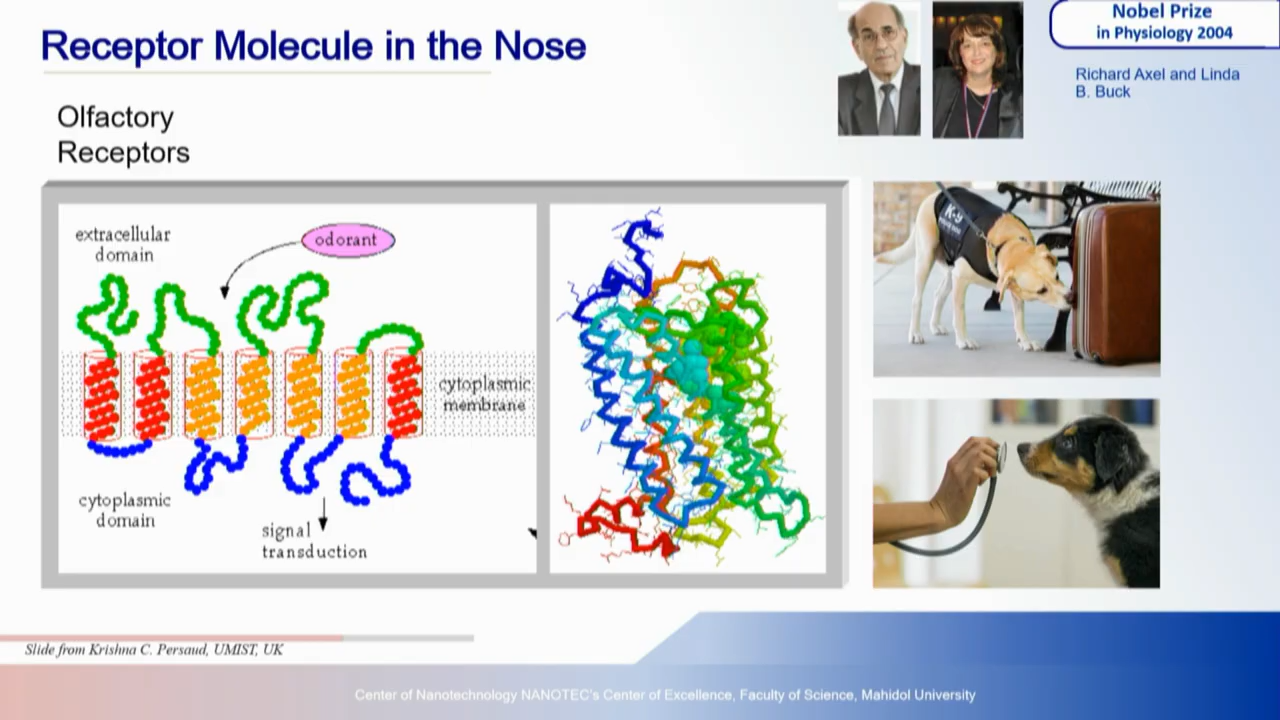 Receptor Molecule in the Nose
Nobel Prize
in Physiology 2004
Richard Axel and Linda
B. Buck
Olfactory
Receptors
extracellular
domain
odorant
cytoplasmic
membrane
cytoplasmic
domain
signal
transduction
K-9
Slide from Krishna C. Persaud, UMIST, UK
Center of Nanotechnology NANOTEC's Center of Excellence, Faculty of Science, Mahidol University